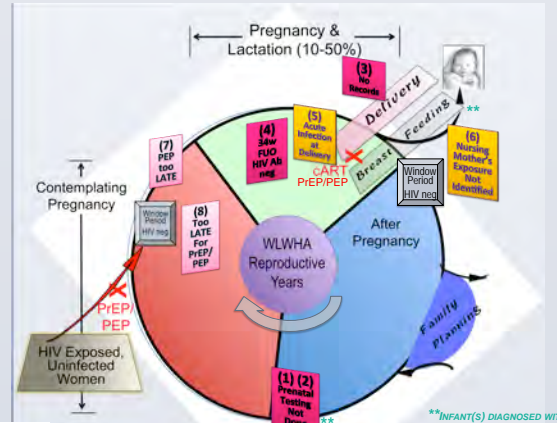 Pregnancy &
Lactation (10-50%)
(3)
No
Records
Delivery
Breast
Feeding
**
(5)
Acute
Infection
at
Delivery
(4)
34w
FUO
HIV Ab
neg
cART
PrEP/PEP
(6)
Nursing
Mother's
Exposure
Not
Identified
(7)
PEP
too
LATE
Contemplating
Pregnancy
Window
Period
HIV neg
(8)
Too
LATE
For
PrEP/
PEP
Window
Period
HIV neg
After
Pregnancy
WLWHA
Reproductive
Years
PrEP/
PEP
HIV Exposed,
Uninfected
Women
Family
Planning
(1) (2)
Prenatal
Testing
Not
**
**INFANT(S) DIAGNOSED